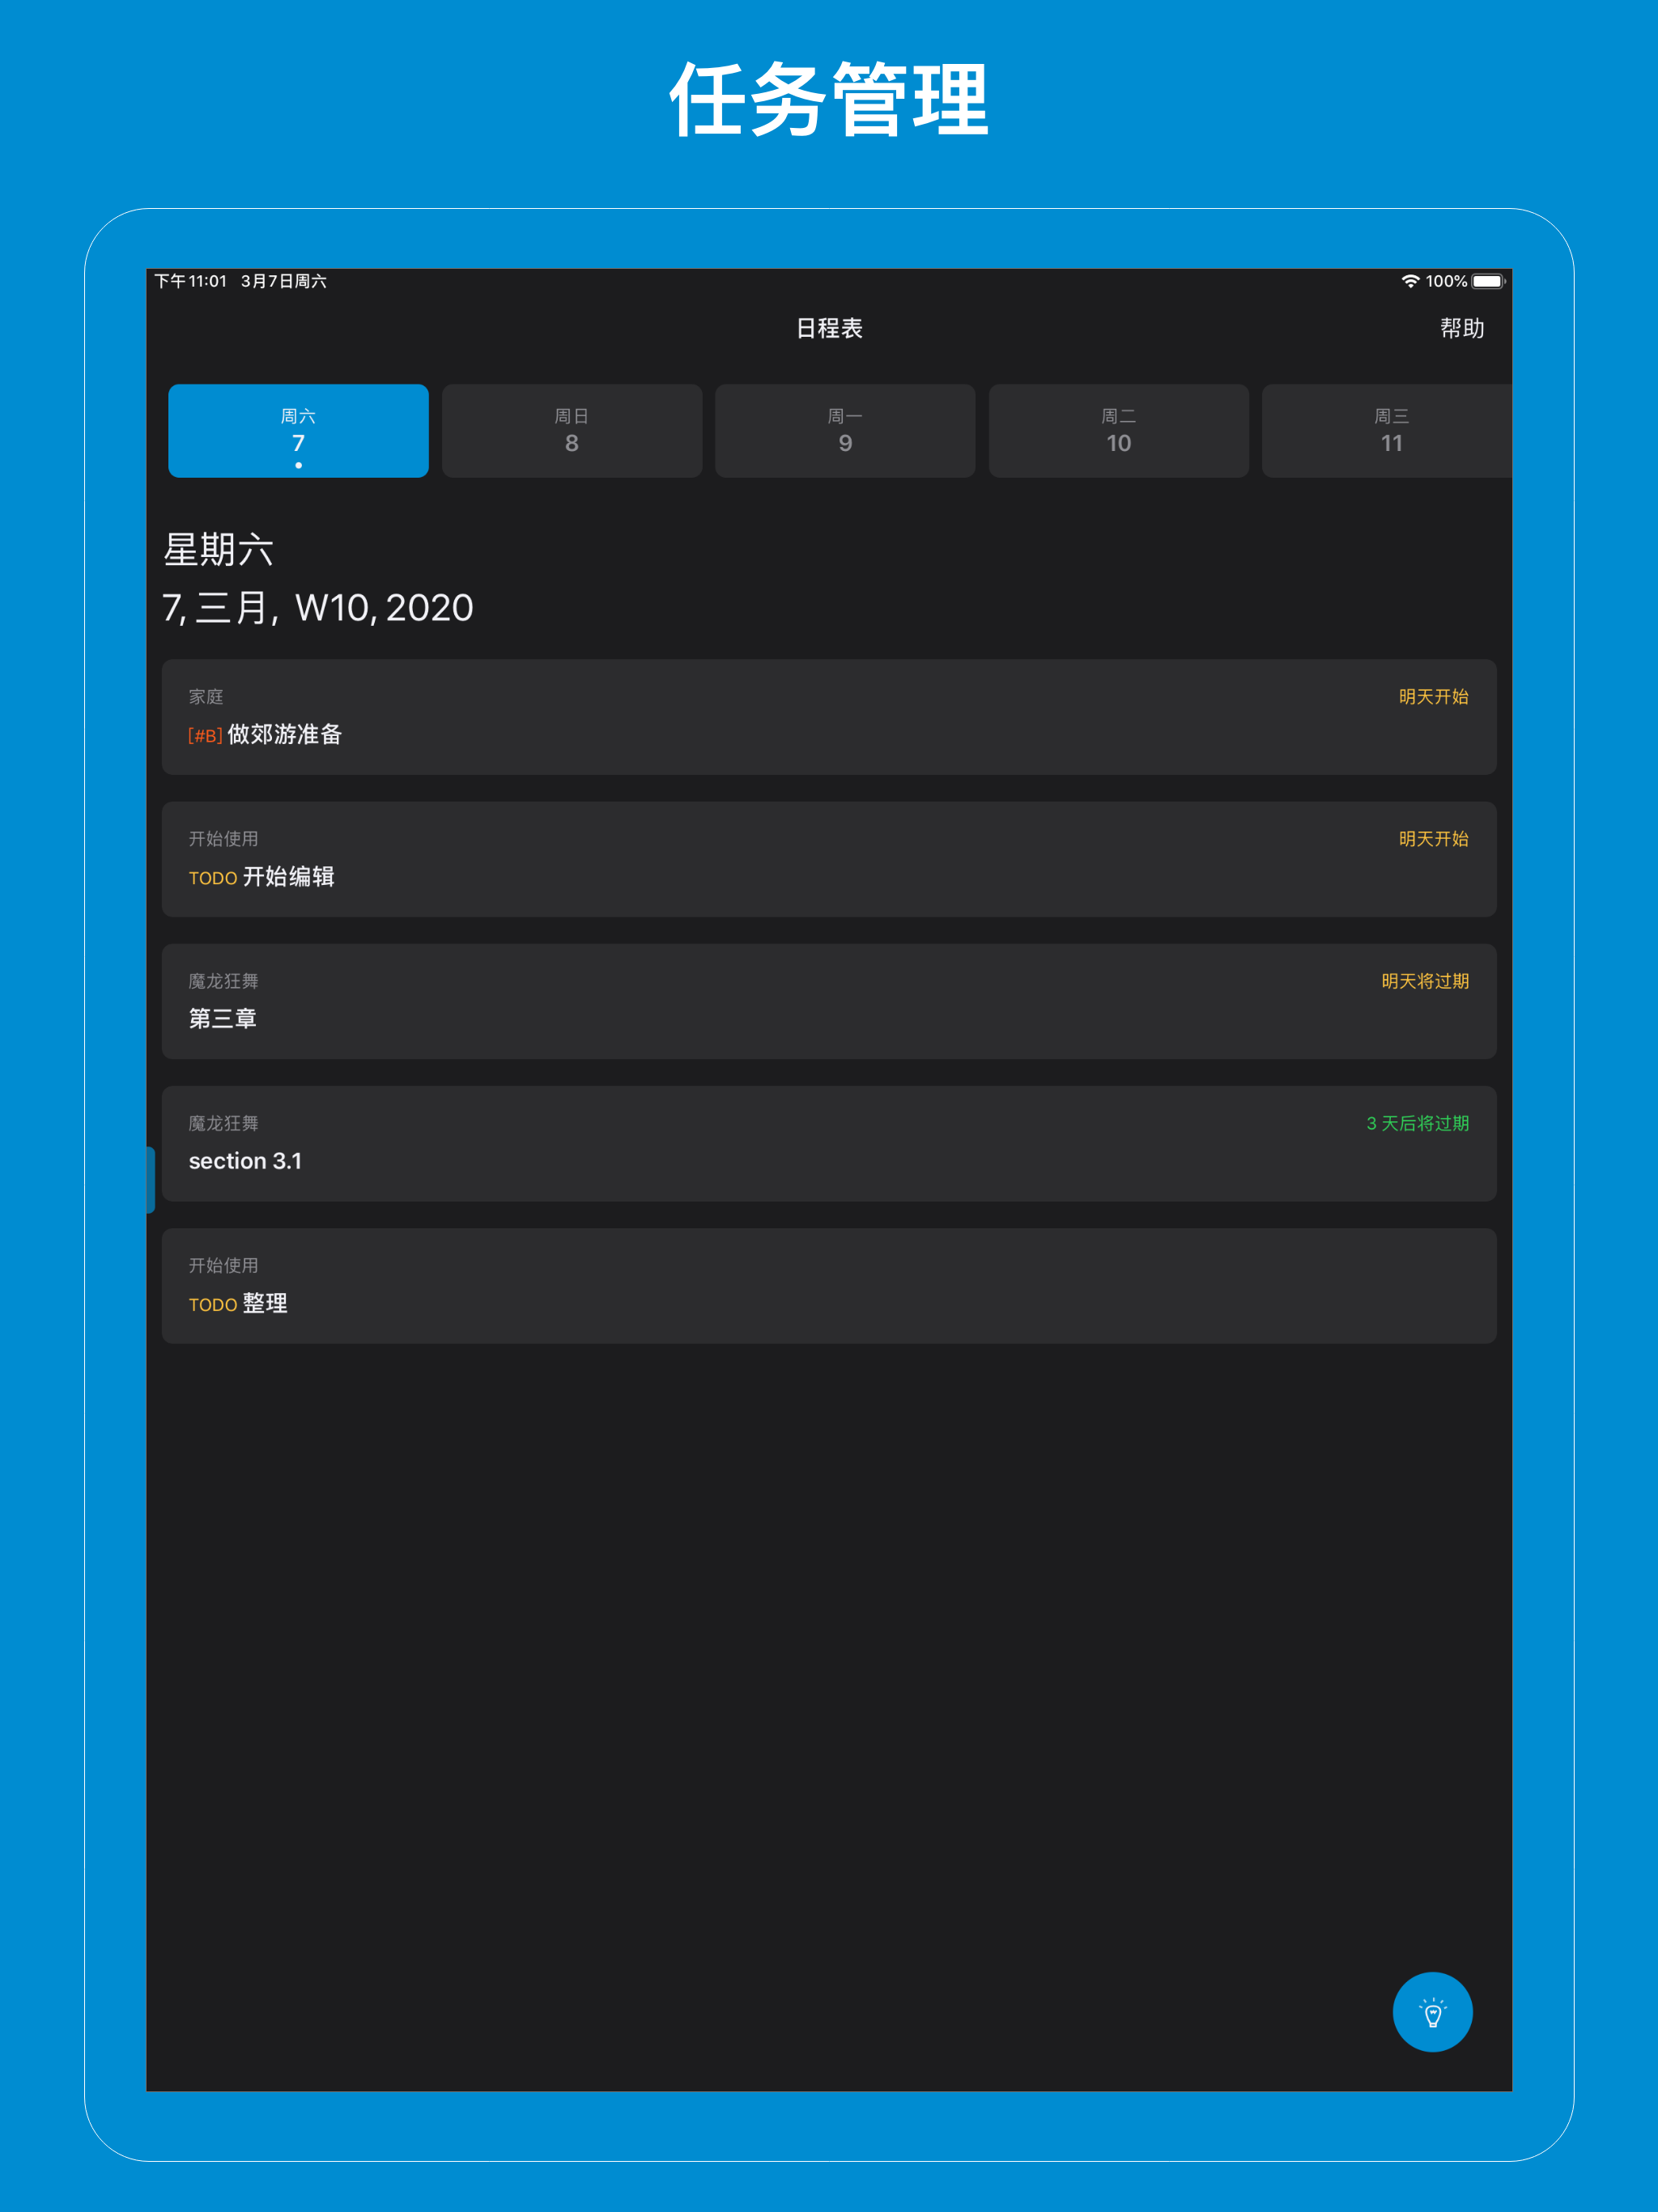 任务管理
下午11:01 3月7日周六 100%
日程表 帮助
周六 周日 周一 周二 周三
7 8 9 10 11
星期六
7, 三月, W10, 2020
家庭 明天开始
[#B] 做郊游准备
开始使用 明天开始
TODO 开始编辑
魔龙狂舞 明天将过期
第三章
魔龙狂舞 3 天后将过期
section 3.1
开始使用
TODO 整理